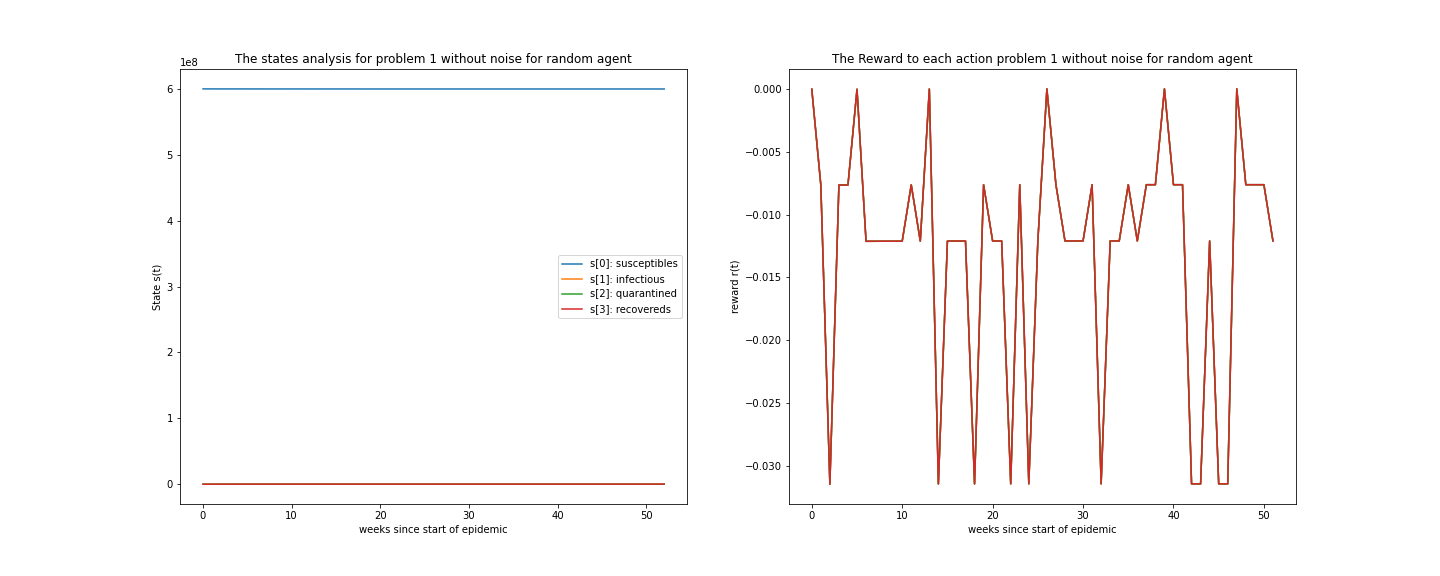 The states analysis for problem 1 without noise for random agent
1e8
6
5
4
3
2
1
0
State s(t)
s[0]: susceptibles
s[1]: infectious
s[2]: quarantined
s[3]: recovereds
0 10 20 30 40 50
weeks since start of epidemic
The Reward to each action problem 1 without noise for random agent
0.000
−0.005
−0.010
−0.015
−0.020
−0.025
−0.030
reward r(t)
0 10 20 30 40 50
weeks since start of epidemic